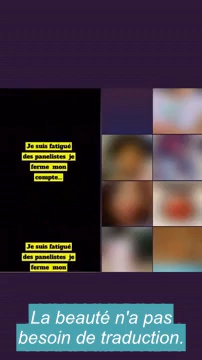 Je suis fatigué
des panelistes je
ferme mon
compte...
Je suis fatigué
des panelistes je
ferme mon
La beauté n'a pas
besoin de traduction.